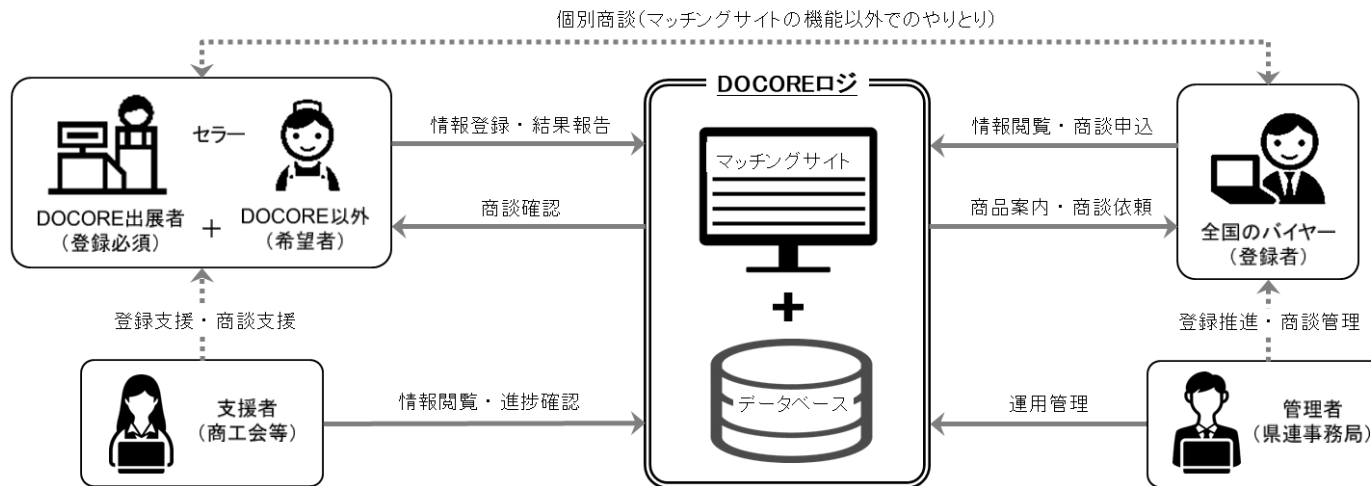 個別商談(マッチングサイトの機能以外でのやりとり)
DOCOREロジ
セラー
情報登録・結果報告
マッチングサイト
情報閲覧・商談申込
DOCORE出展者
(登録必須)
+
DOCORE以外
(希望者)
商談確認
商品案内・商談依頼
全国のバイヤー
(登録者)
+
登録支援・商談支援
登録推進・商談管理
支援者
(商工会等)
情報閲覧・進捗確認
データベース
運用管理
管理者
(県連事務局)